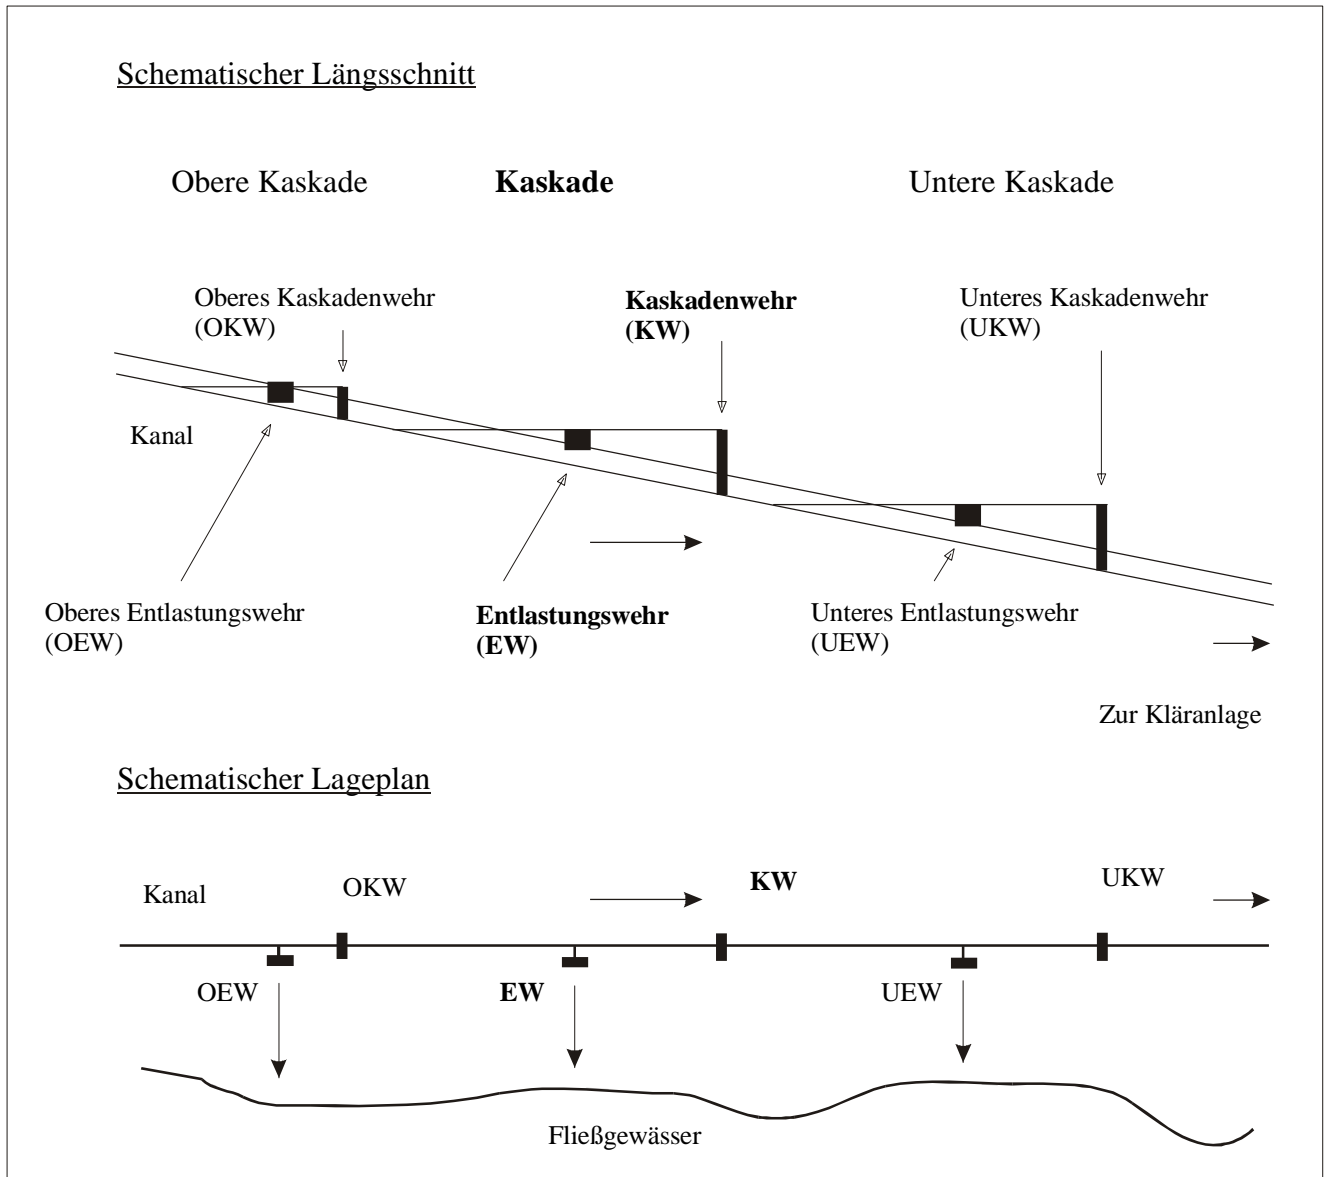 Schematischer Längsschnitt
Obere Kaskade
Kaskade
Untere Kaskade
Oberes Kaskadenwehr
(OKW)
Kaskadenwehr
(KW)
Unteres Kaskadenwehr
(UKW)
Kanal
Oberes Entlastungswehr
(OEW)
Entlastungswehr
(EW)
Unteres Entlastungswehr
(UEW)
Zur Kläranlage
Schematischer Lageplan
Kanal
OKW
KW
UKW
OEW
EW
UEW
Fließgewässer